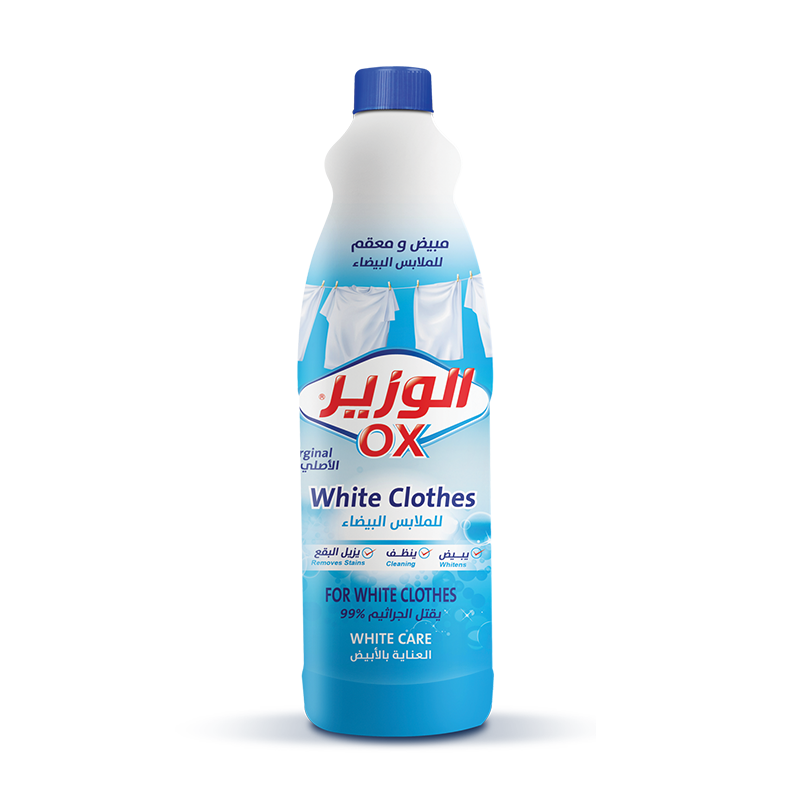 مبيض و معقم
للملابس البيضاء
الوزير®
OX
rginal
الأصلي
White Clothes
للملابس البيضاء
يبيض ينظف يزيل البقع
Removes Stains Cleaning Whitens
FOR WHITE CLOTHES
يقتل الجراثيم 99%
WHITE CARE
العناية بالأبيض